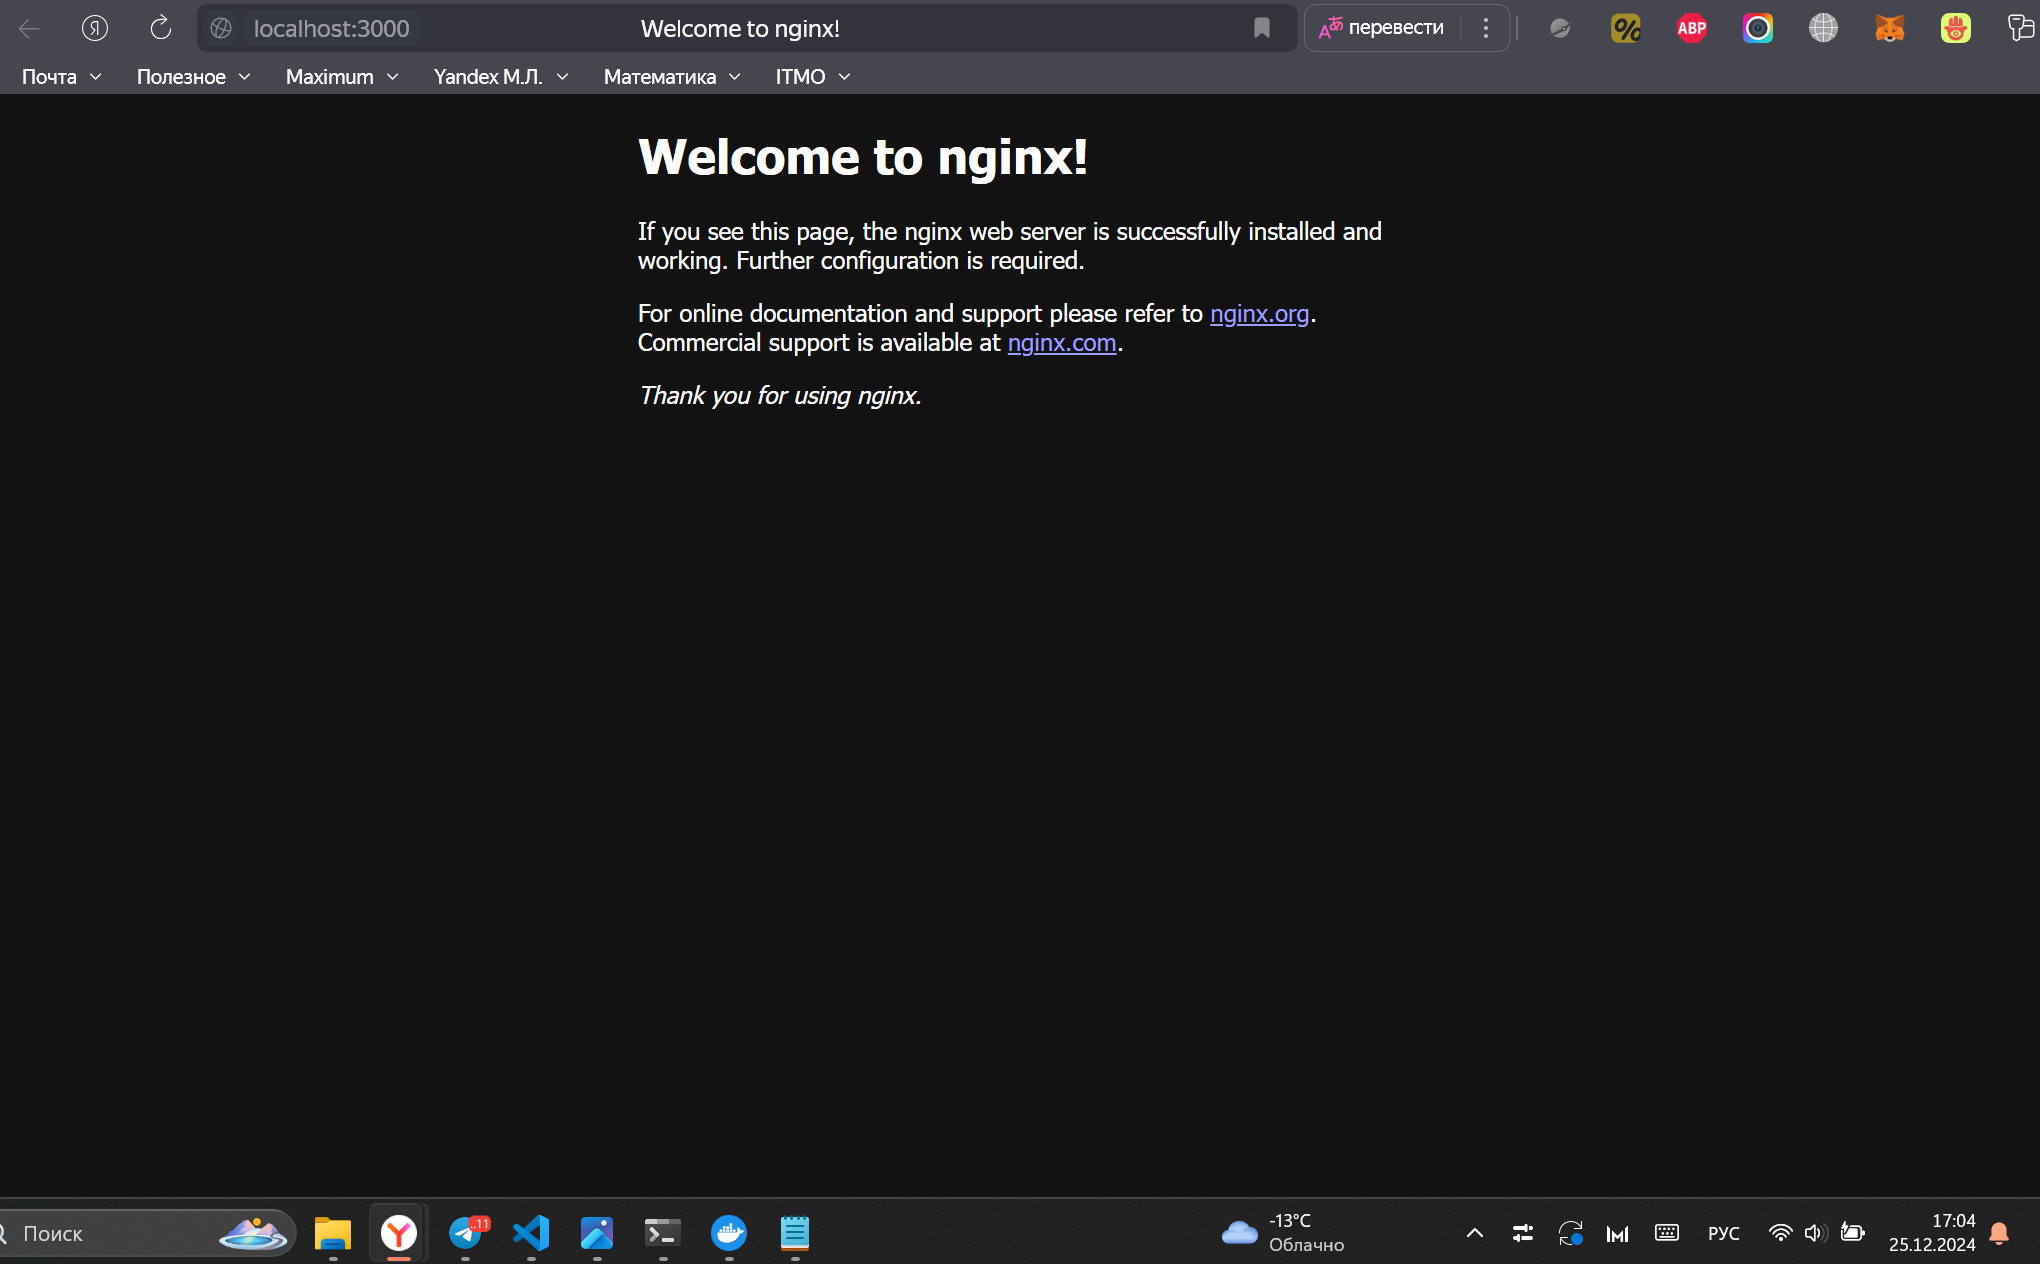 localhost:3000
Welcome to nginx!
перевести
ABP
Почта
Полезное
Maximum
Yandex М.Л.
Математика
ITMO
Welcome to nginx!
If you see this page, the nginx web server is successfully installed and
working. Further configuration is required.
For online documentation and support please refer to nginx.org.
Commercial support is available at nginx.com.
Thank you for using nginx.
Поиск
..11
-13°C
Облачно
РУС
17:04
25.12.2024